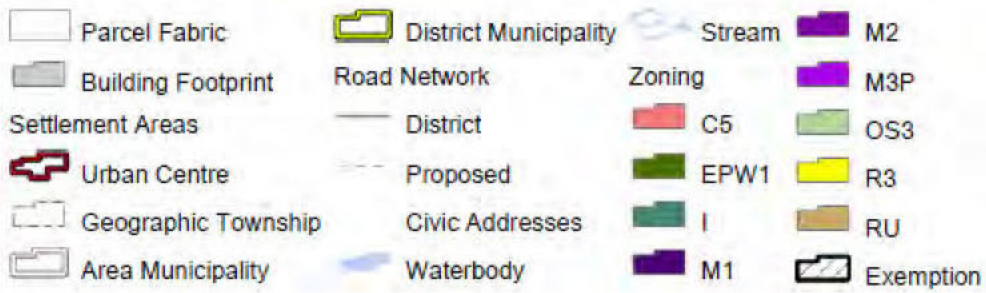 Parcel Fabric
Building Footprint
Settlement Areas
Urban Centre
Geographic Township
Area Municipality
District Municipality
Road Network
District
Proposed
Civic Addresses
Waterbody
Stream
Zoning
C5
EPW1
I
M1
M2
M3P
OS3
R3
RU
Exemption